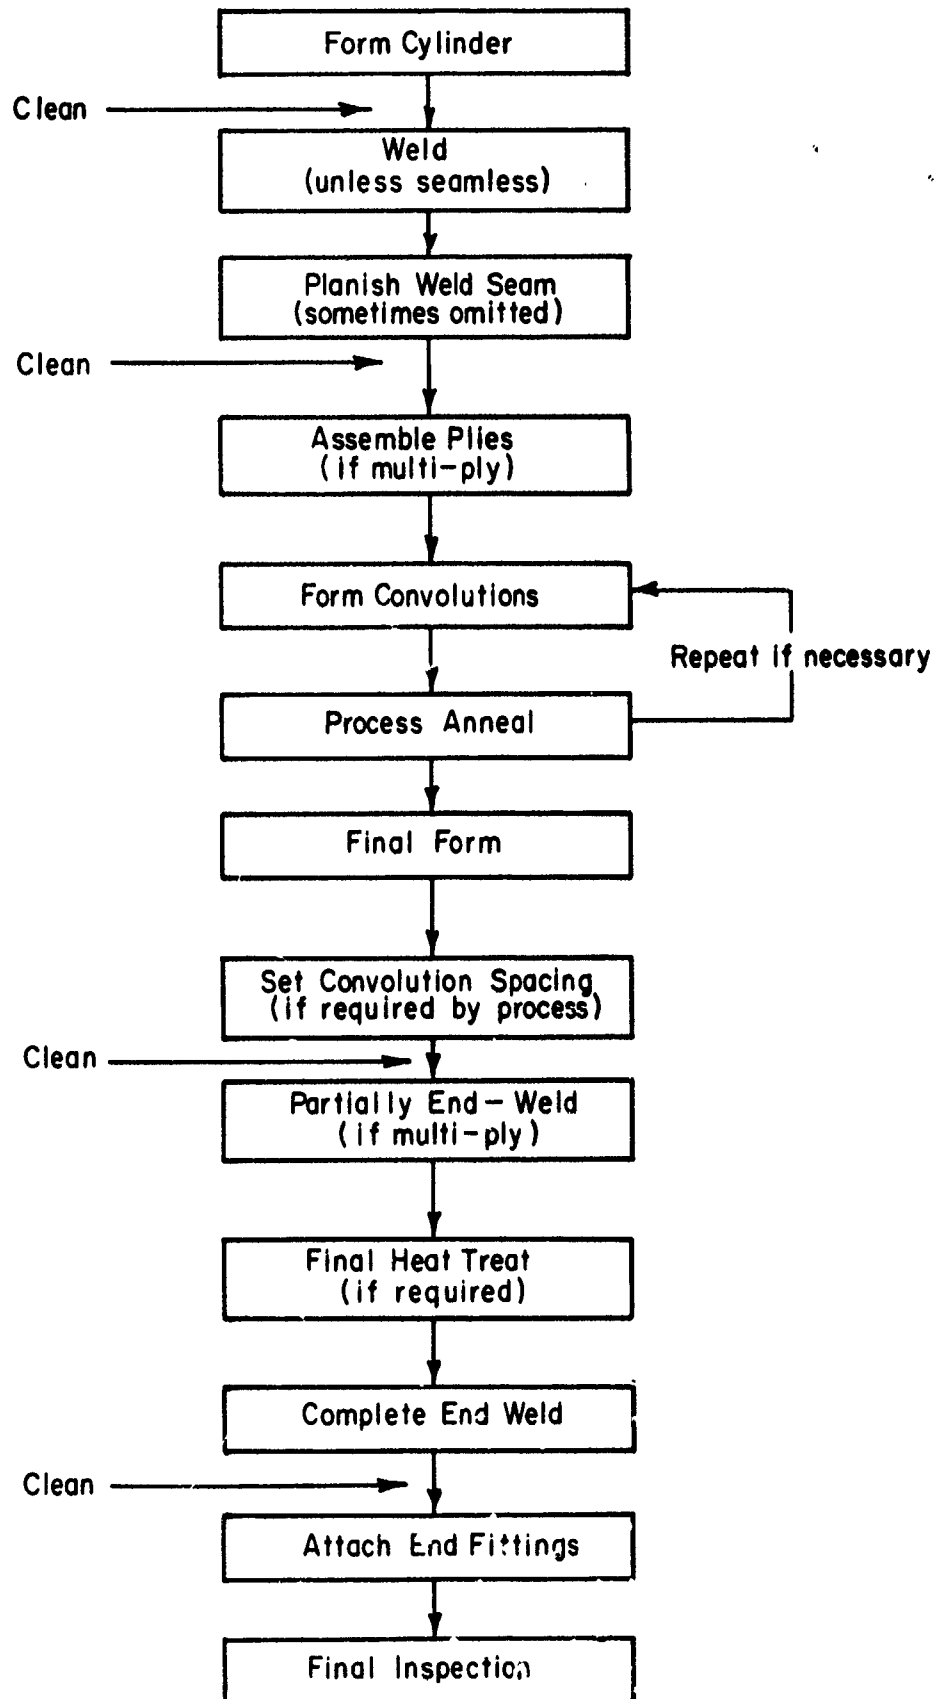 Form Cylinder
Clean
Weld
(unless seamless)
Planish Weld Seam
(sometimes omitted)
Clean
Assemble Plies
(if multi-ply)
Form Convolutions
Repeat if necessary
Process Anneal
Final Form
Set Convolution Spacing
(if required by process)
Clean
Partially End-Weld
(if multi-ply)
Final Heat Treat
(if required)
Complete End Weld
Clean
Attach End Fittings
Final Inspection